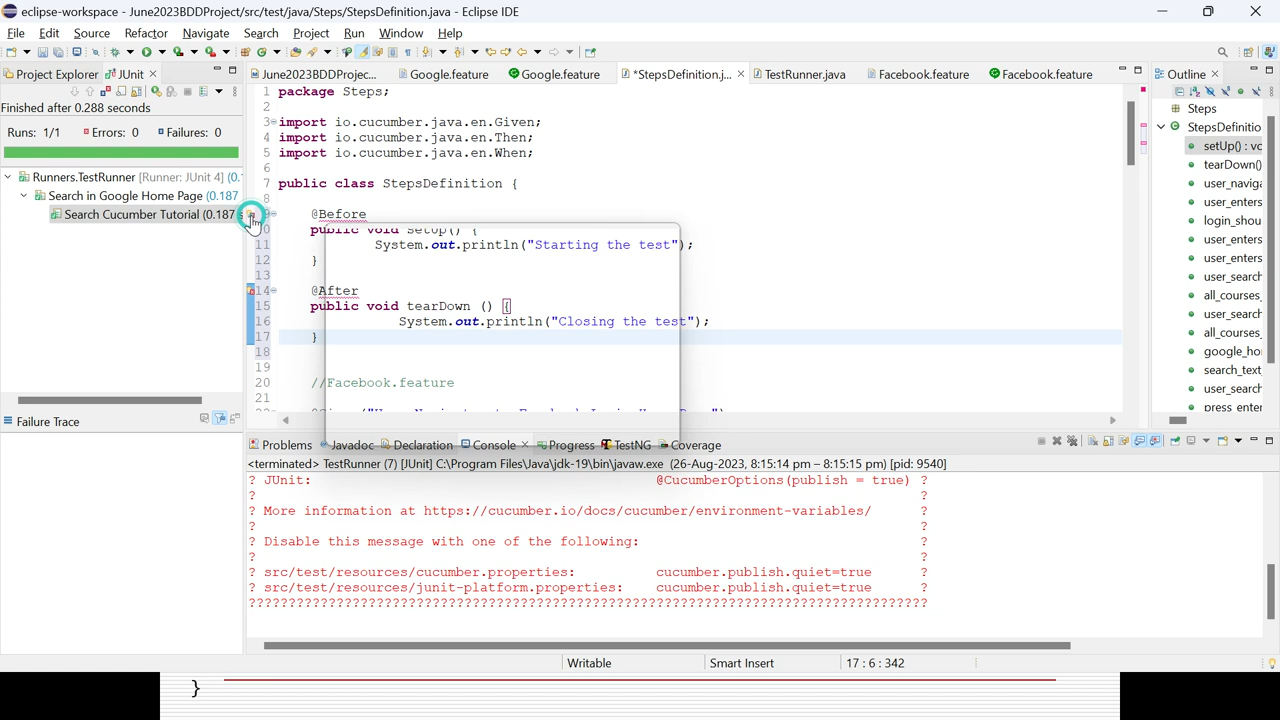 eclipse-workspace - June2023BDDProject/src/test/java/Steps/StepsDefinition.java - Eclipse IDE
File Edit Source Refactor Navigate Search Project Run Window Help
Project Explorer JUnit
June2023BDDProjec... Google.feature Google.feature *StepsDefinition.j... TestRunner.java Facebook.feature Facebook.feature
Outline
Finished after 0.288 seconds
Runs: 1/1 Errors: 0 Failures: 0
Runners.TestRunner [Runner: JUnit 4] (0.
Search in Google Home Page (0.187
Search Cucumber Tutorial (0.187 s
1 package Steps;
2
3 import io.cucumber.java.en.Given;
4 import io.cucumber.java.en.Then;
5 import io.cucumber.java.en.When;
6
7 public class StepsDefinition {
8
@Before
10 public void setup() {
11 System.out.println("Starting the test");
12 }
13
14 @After
15 public void tearDown () {
16 System.out.println("Closing the test");
17 }
18
19
20 //Facebook.feature
21
Steps
StepsDefinitio
setUp() : vo
tearDown()
user_naviga
user_enters
login_shou
user_enters
user_enters
user_search
all_courses_
user_search
all_courses_
google_ho
search_text
user_search
press_enter
Failure Trace
Problems Javadoc Declaration Console Progress TestNG Coverage
<terminated> TestRunner (7) [JUnit] C:\Program Files\Java\jdk-19\bin\javaw.exe (26-Aug-2023, 8:15:14 pm – 8:15:15 pm) [pid: 9540]
? JUnit: @CucumberOptions(publish = true) ?
? ?
? More information at https://cucumber.io/docs/cucumber/environment-variables/ ?
? ?
? Disable this message with one of the following: ?
? ?
? src/test/resources/cucumber.properties: cucumber.publish.quiet=true ?
? src/test/resources/junit-platform.properties: cucumber.publish.quiet=true ?
????????????????????????????????????????????????????????????????????????????????????
Writable Smart Insert 17 : 6 : 342
}